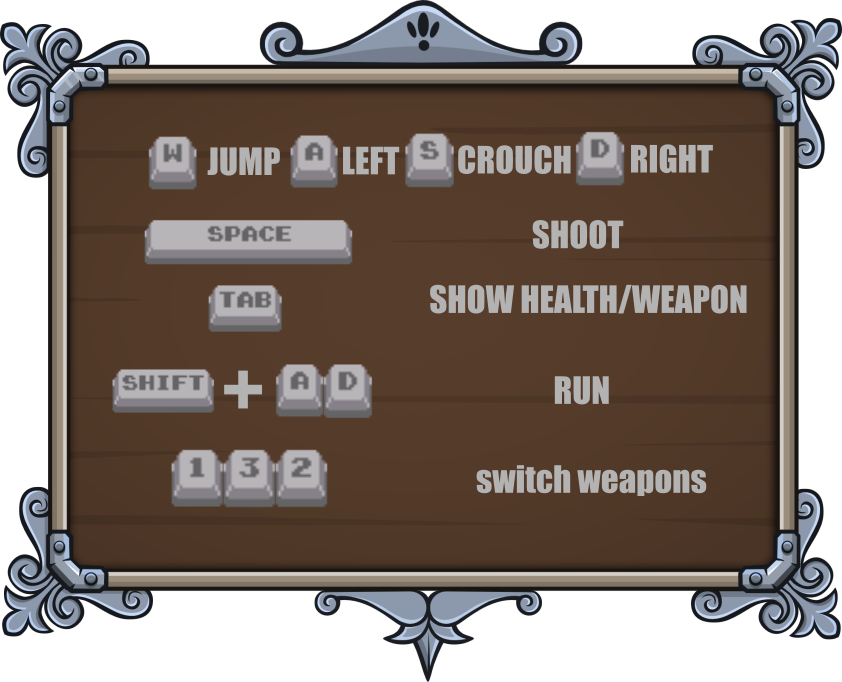 W JUMP A LEFT S CROUCH D RIGHT
SPACE SHOOT
TAB SHOW HEALTH/WEAPON
SHIFT + A D RUN
1 3 2 switch weapons